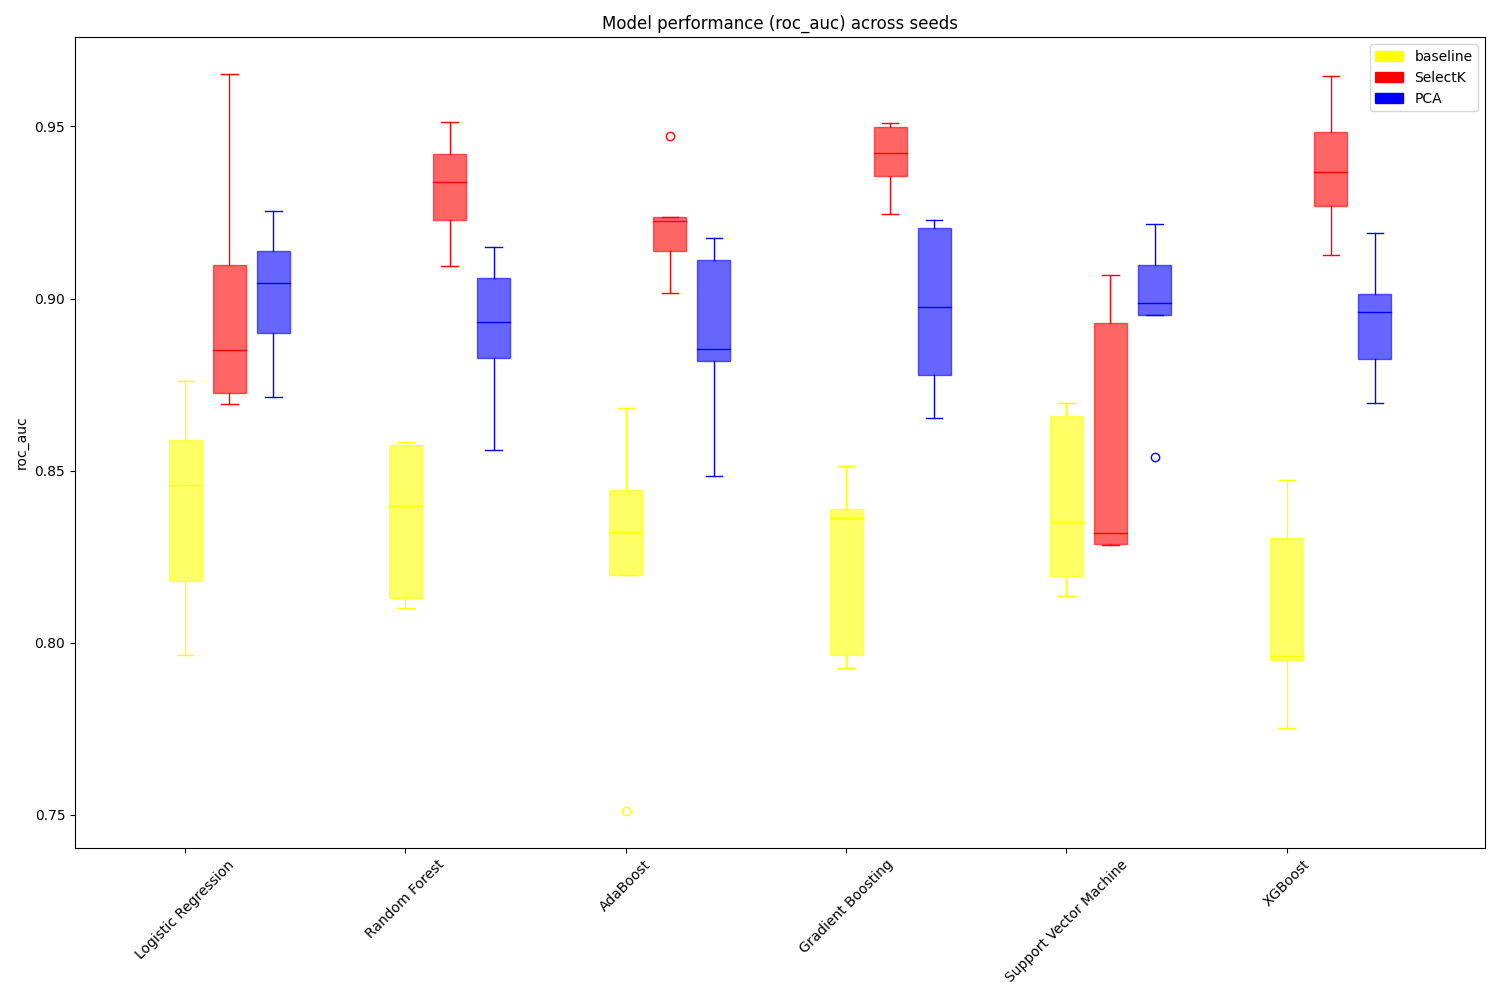 Model performance (roc_auc) across seeds
baseline
SelectK
PCA
0.95
0.90
0.85
0.80
0.75
roc_auc
Logistic Regression
Random Forest
AdaBoost
Gradient Boosting
Support Vector Machine
XGBoost